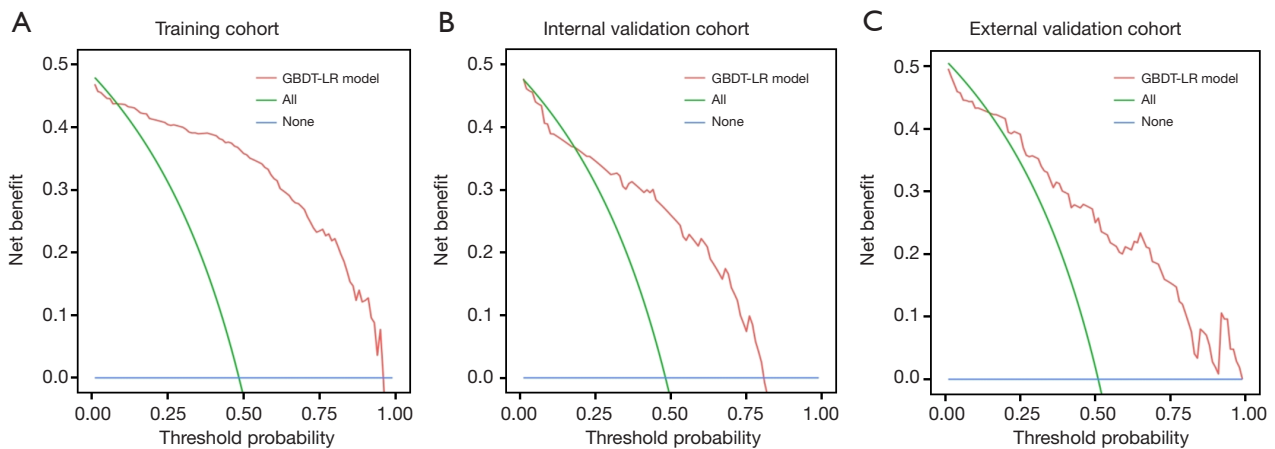 A
Training cohort
0.5
0.4
0.3
0.2
0.1
0.0
Net benefit
GBDT-LR model
All
None
0.00 0.25 0.50 0.75 1.00
Threshold probability
B
Internal validation cohort
0.5
0.4
0.3
0.2
0.1
0.0
Net benefit
GBDT-LR model
All
None
0.00 0.25 0.50 0.75 1.00
Threshold probability
C
External validation cohort
0.5
0.4
0.3
0.2
0.1
0.0
Net benefit
GBDT-LR model
All
None
0.00 0.25 0.50 0.75 1.00
Threshold probability